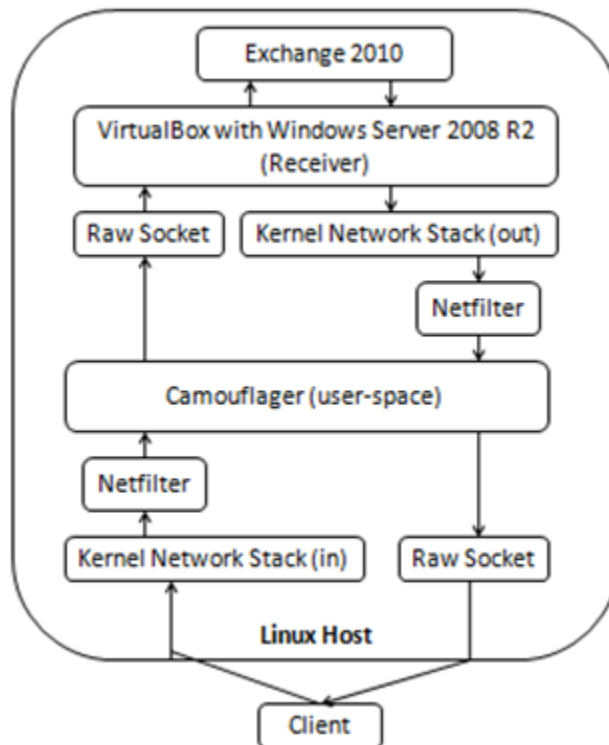 Exchange 2010
VirtualBox with Windows Server 2008 R2
(Receiver)
Raw Socket
Kernel Network Stack (out)
Netfilter
Camouflager (user-space)
Netfilter
Kernel Network Stack (in)
Raw Socket
Linux Host
Client